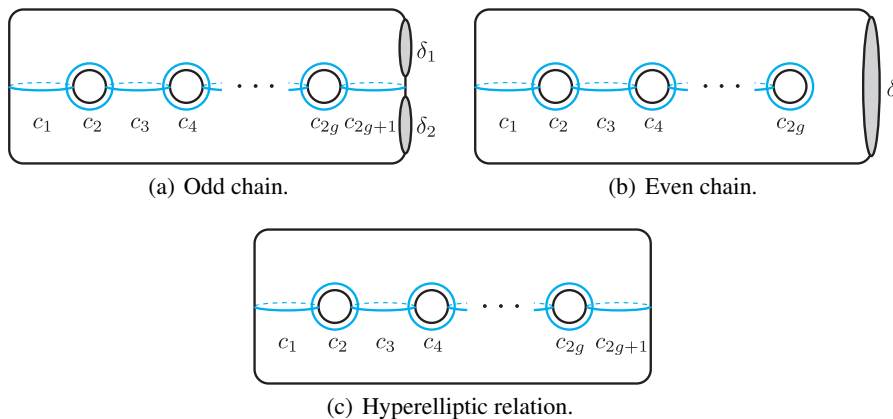 δ₁
c₁ c₂ c₃ c₄ · · · c₂g c₂g₊₁ δ₂
(a) Odd chain.
δ
c₁ c₂ c₃ c₄ · · · c₂g
(b) Even chain.
c₁ c₂ c₃ c₄ · · · c₂g c₂g₊₁
(c) Hyperelliptic relation.